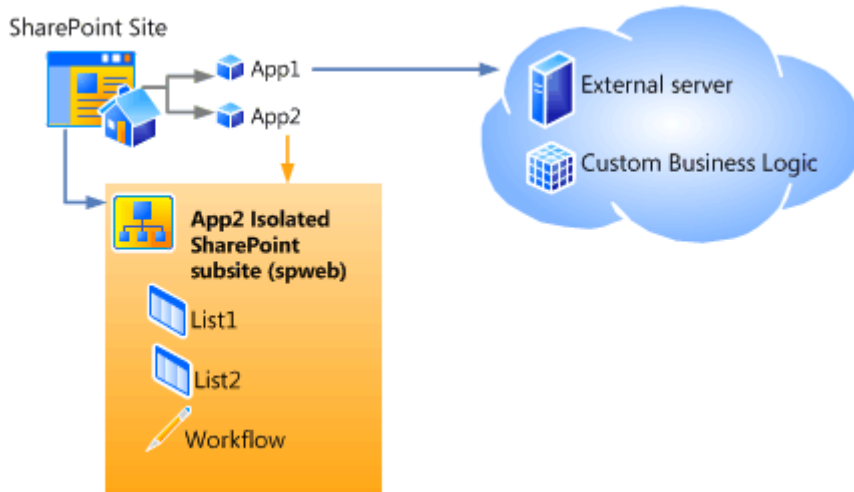 SharePoint Site
App1
App2
External server
Custom Business Logic
App2 Isolated
SharePoint
subsite (spweb)
List1
List2
Workflow